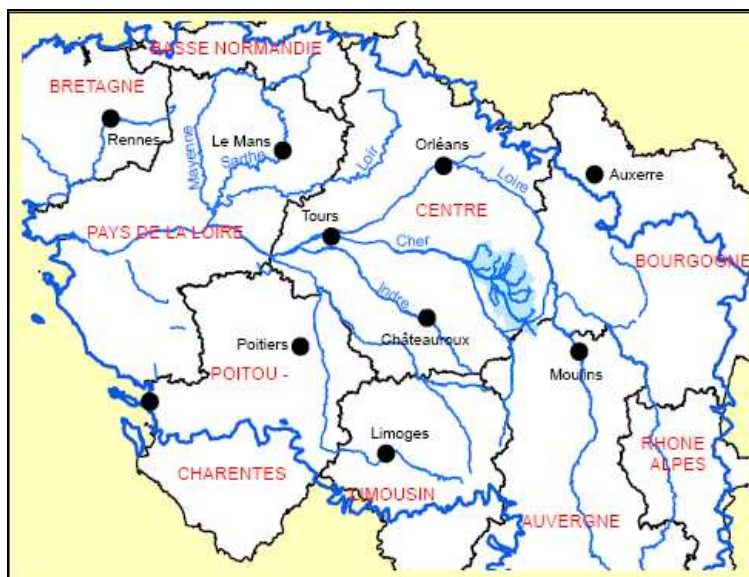 BASSE NORMANDIE
BRETAGNE
Rennes
Mayenne
Le Mans
Sarthe
Loir
Orléans
Loire
Auxerre
Tours
CENTRE
PAYS DE LA LOIRE
Cher
BOURGOGNE
Indre
Châteauroux
Poitiers
POITOU -
Moulins
Limoges
CHARENTES
LIMOUSIN
RHONE
ALPES
AUVERGNE